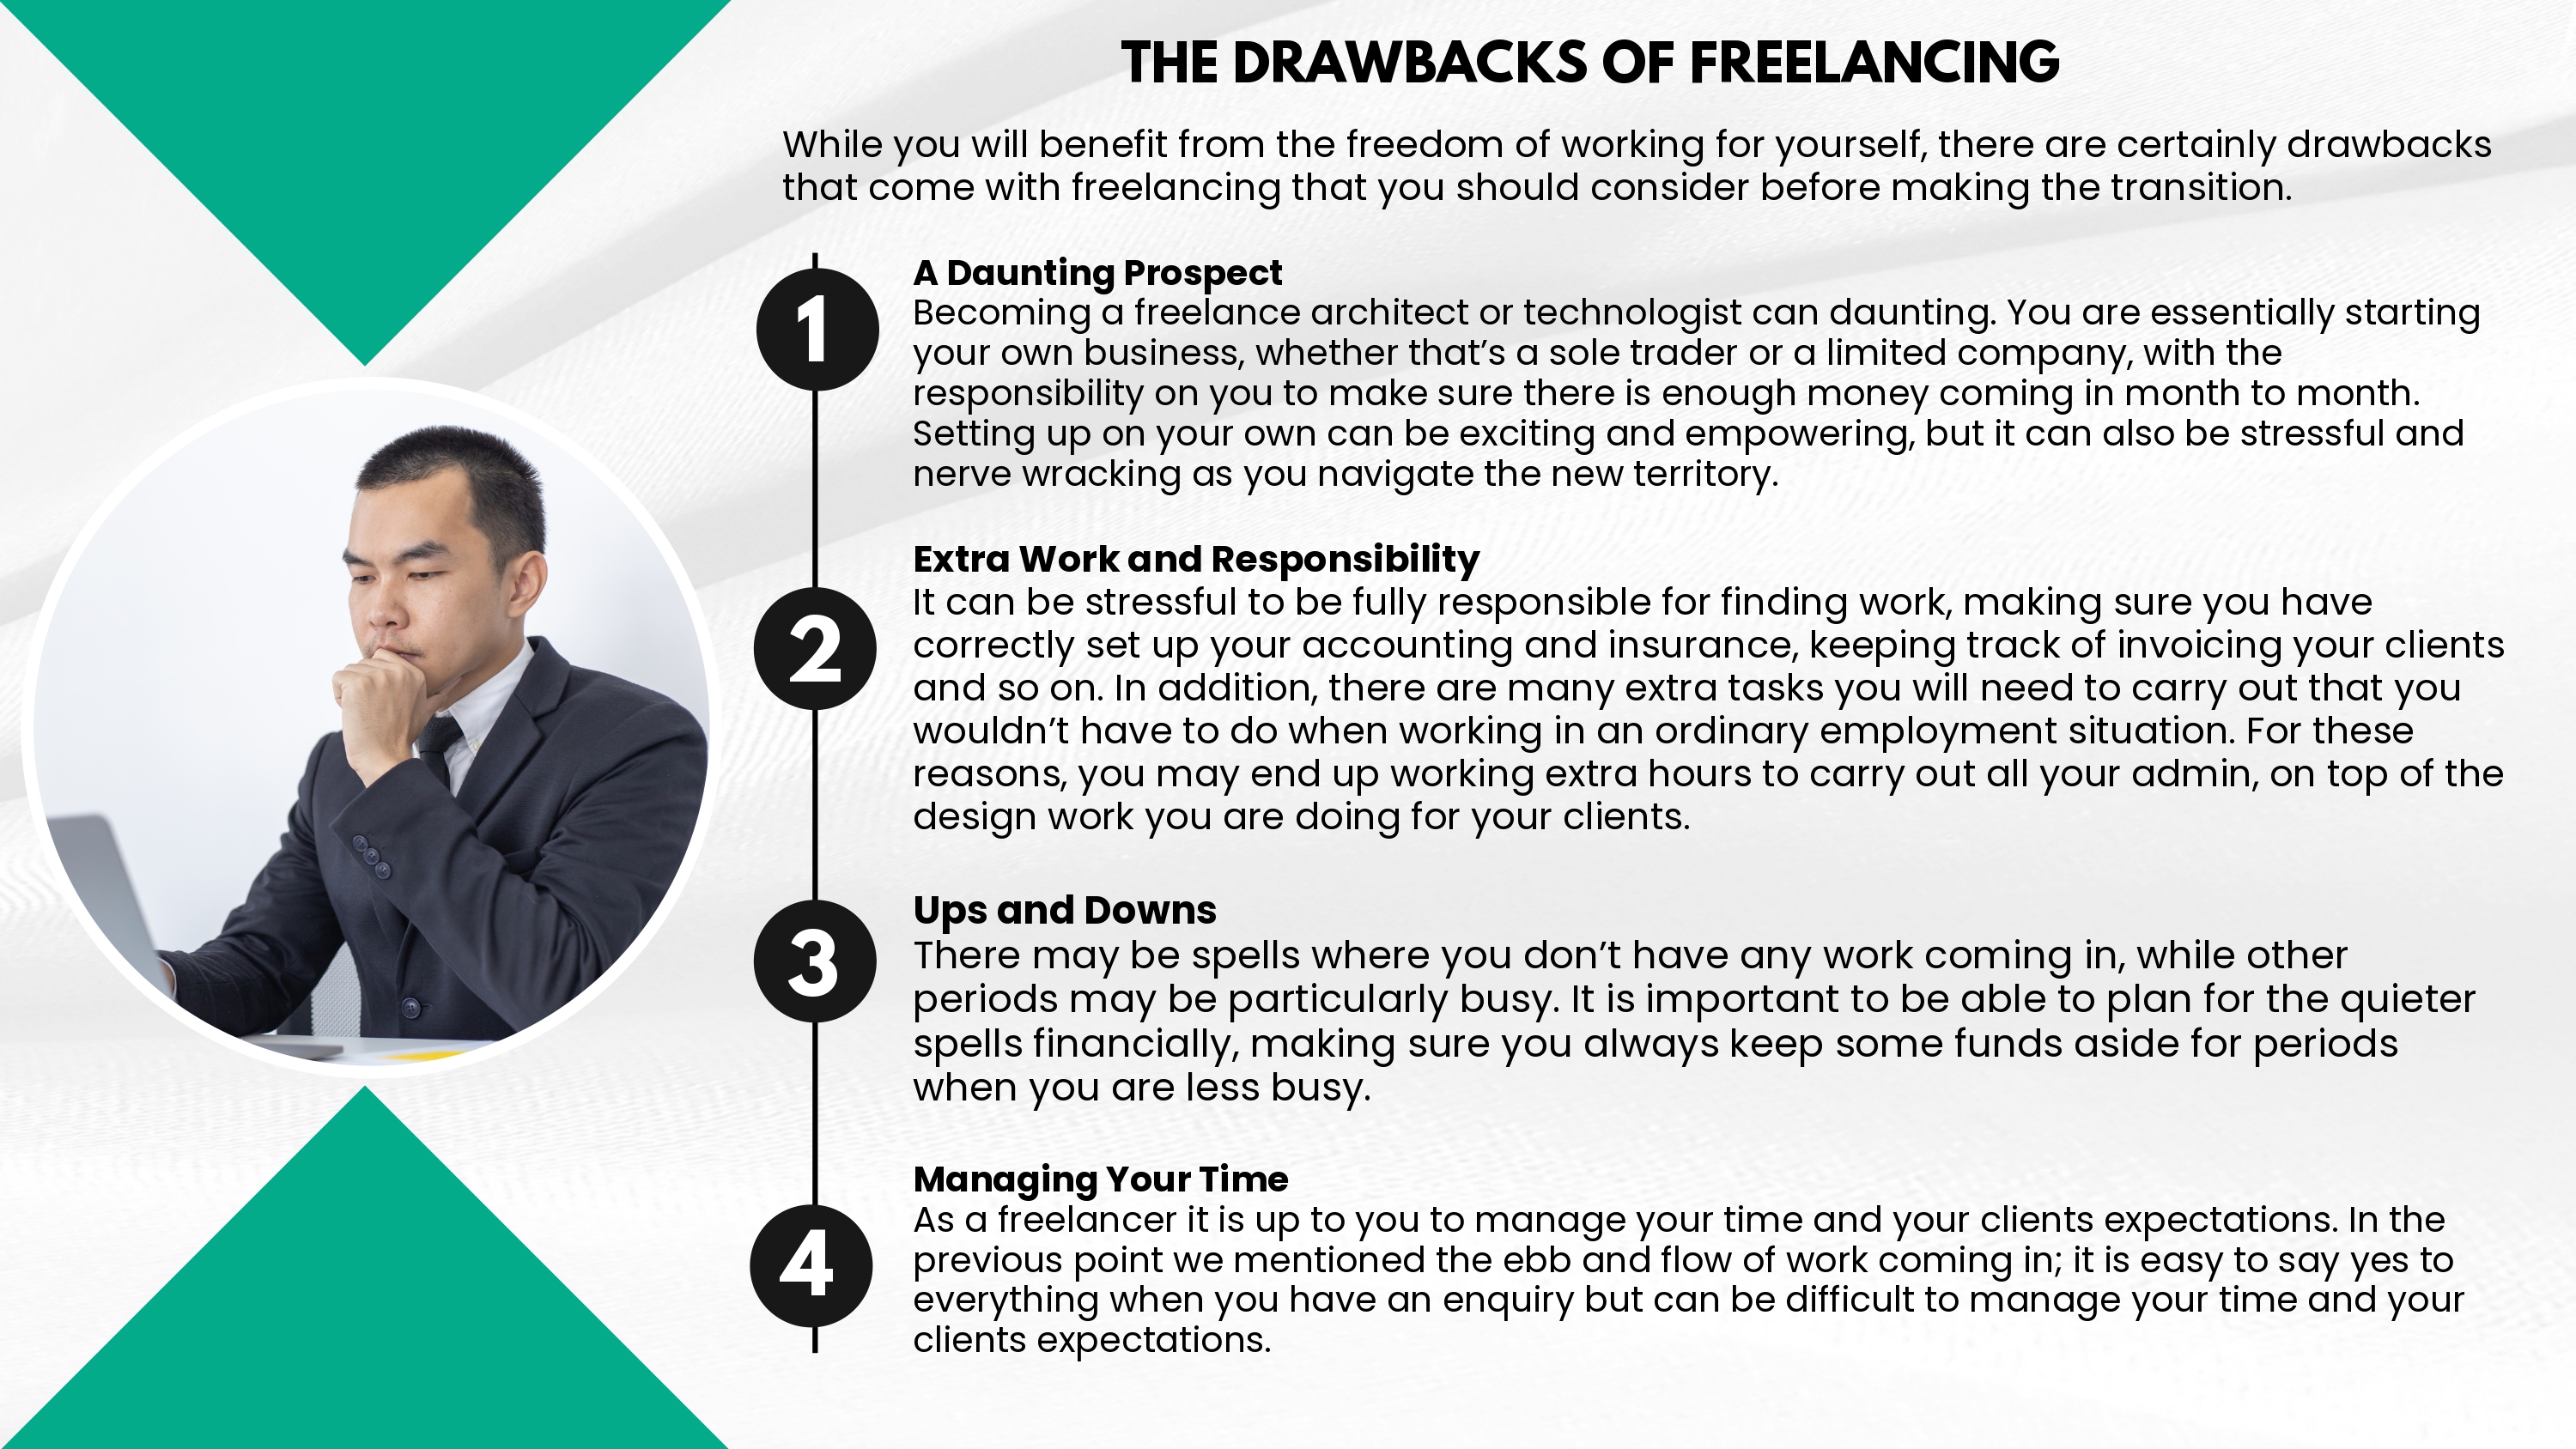 THE DRAWBACKS OF FREELANCING
While you will benefit from the freedom of working for yourself, there are certainly drawbacks
that come with freelancing that you should consider before making the transition.
1
A Daunting Prospect
Becoming a freelance architect or technologist can daunting. You are essentially starting
your own business, whether that’s a sole trader or a limited company, with the
responsibility on you to make sure there is enough money coming in month to month.
Setting up on your own can be exciting and empowering, but it can also be stressful and
nerve wracking as you navigate the new territory.
2
Extra Work and Responsibility
It can be stressful to be fully responsible for finding work, making sure you have
correctly set up your accounting and insurance, keeping track of invoicing your clients
and so on. In addition, there are many extra tasks you will need to carry out that you
wouldn’t have to do when working in an ordinary employment situation. For these
reasons, you may end up working extra hours to carry out all your admin, on top of the
design work you are doing for your clients.
3
Ups and Downs
There may be spells where you don’t have any work coming in, while other
periods may be particularly busy. It is important to be able to plan for the quieter
spells financially, making sure you always keep some funds aside for periods
when you are less busy.
4
Managing Your Time
As a freelancer it is up to you to manage your time and your clients expectations. In the
previous point we mentioned the ebb and flow of work coming in; it is easy to say yes to
everything when you have an enquiry but can be difficult to manage your time and your
clients expectations.